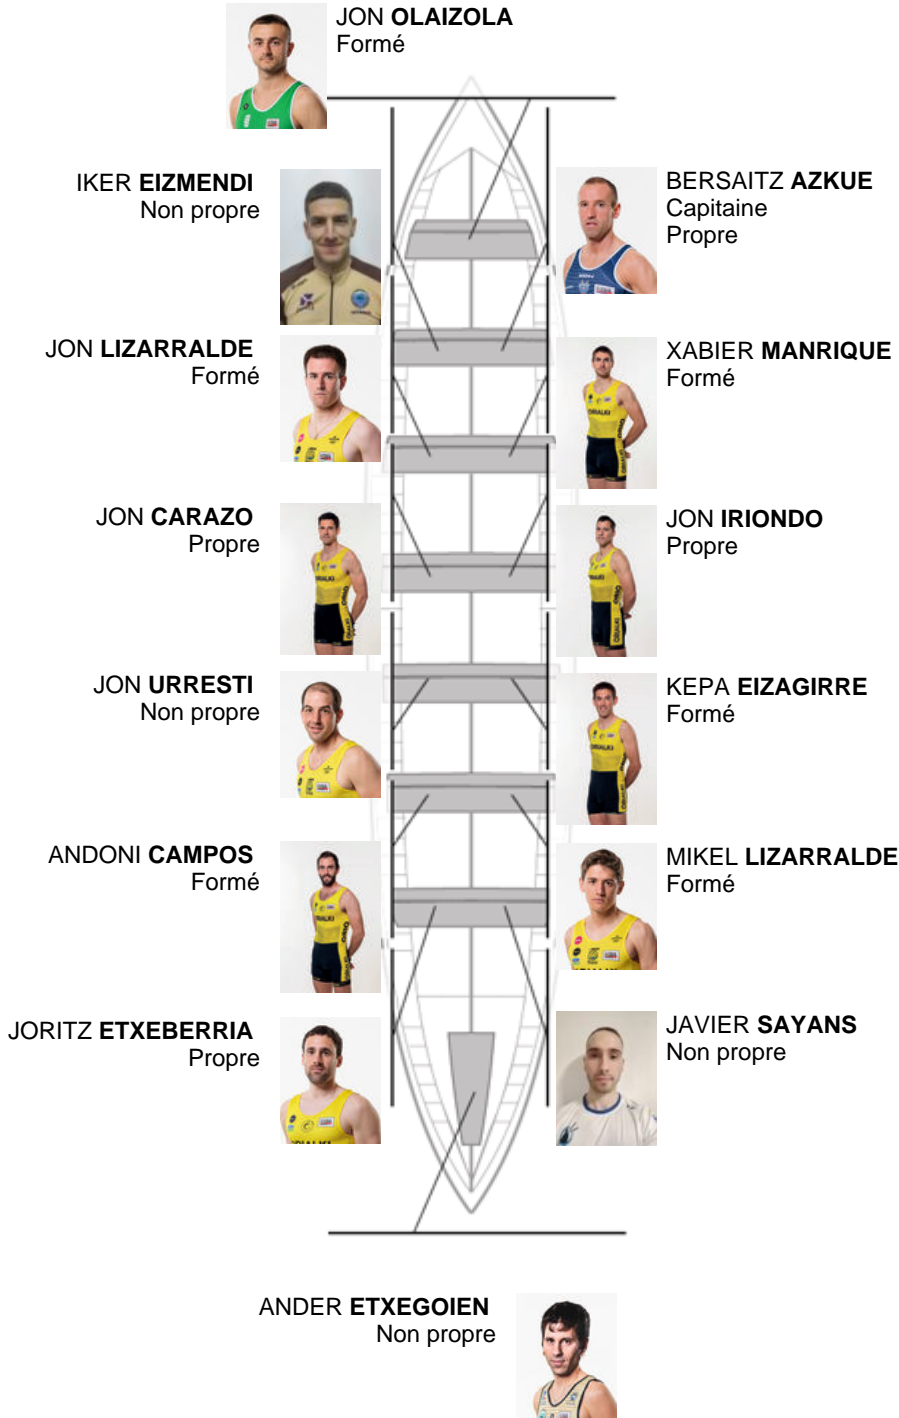 JON OLAIZOLA
Formé
IKER EIZMENDI
Non propre
BERSAITZ AZKUE
Capitaine
Propre
JON LIZARRALDE
Formé
XABIER MANRIQUE
Formé
JON CARAZO
Propre
JON IRIONDO
Propre
JON URRESTI
Non propre
KEPA EIZAGIRRE
Formé
ANDONI CAMPOS
Formé
MIKEL LIZARRALDE
Formé
JORITZ ETXEBERRIA
Propre
JAVIER SAYANS
Non propre
ANDER ETXEGOIEN
Non propre